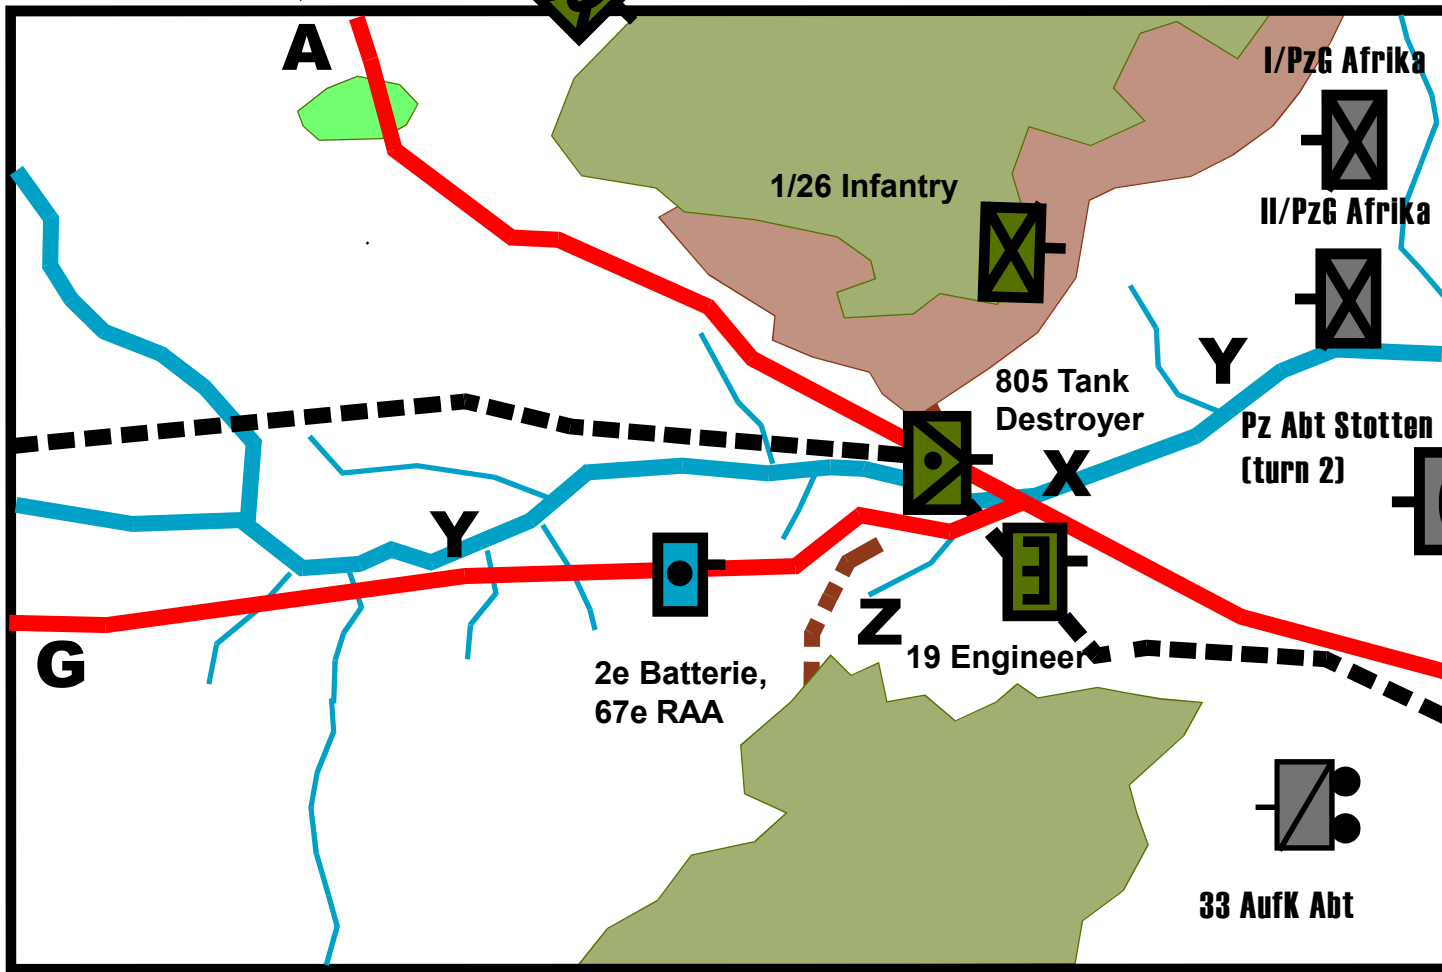 A
I/PzG Afrika
1/26 Infantry
II/PzG Afrika
Y
805 Tank
Destroyer
Pz Abt Stotten
(turn 2)
X
Y
Z
19 Engineer
G
2e Batterie,
67e RAA
33 AufK Abt